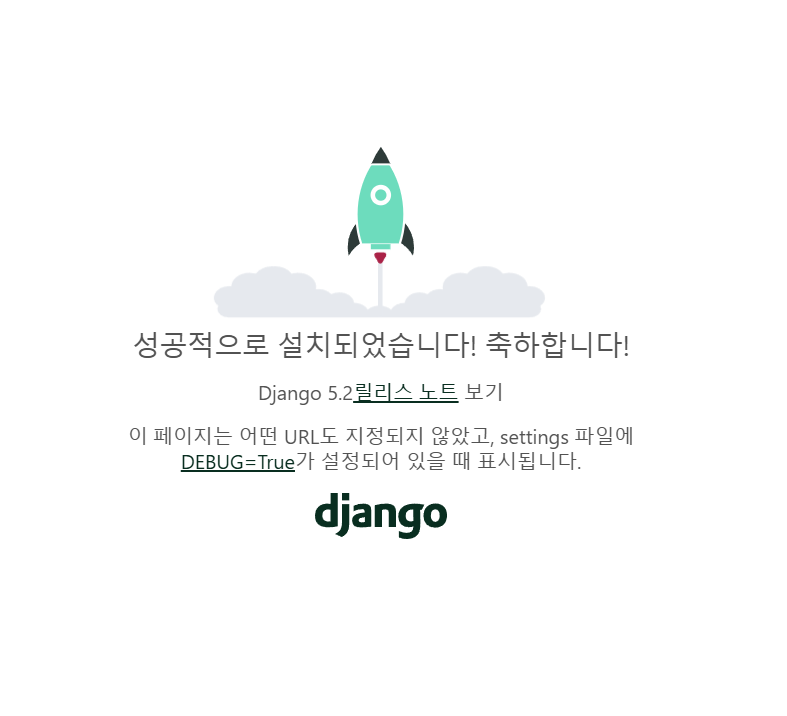 성공적으로 설치되었습니다! 축하합니다!
Django 5.2릴리스 노트 보기
이 페이지는 어떤 URL도 지정되지 않았고, settings 파일에
DEBUG=True가 설정되어 있을 때 표시됩니다.
django